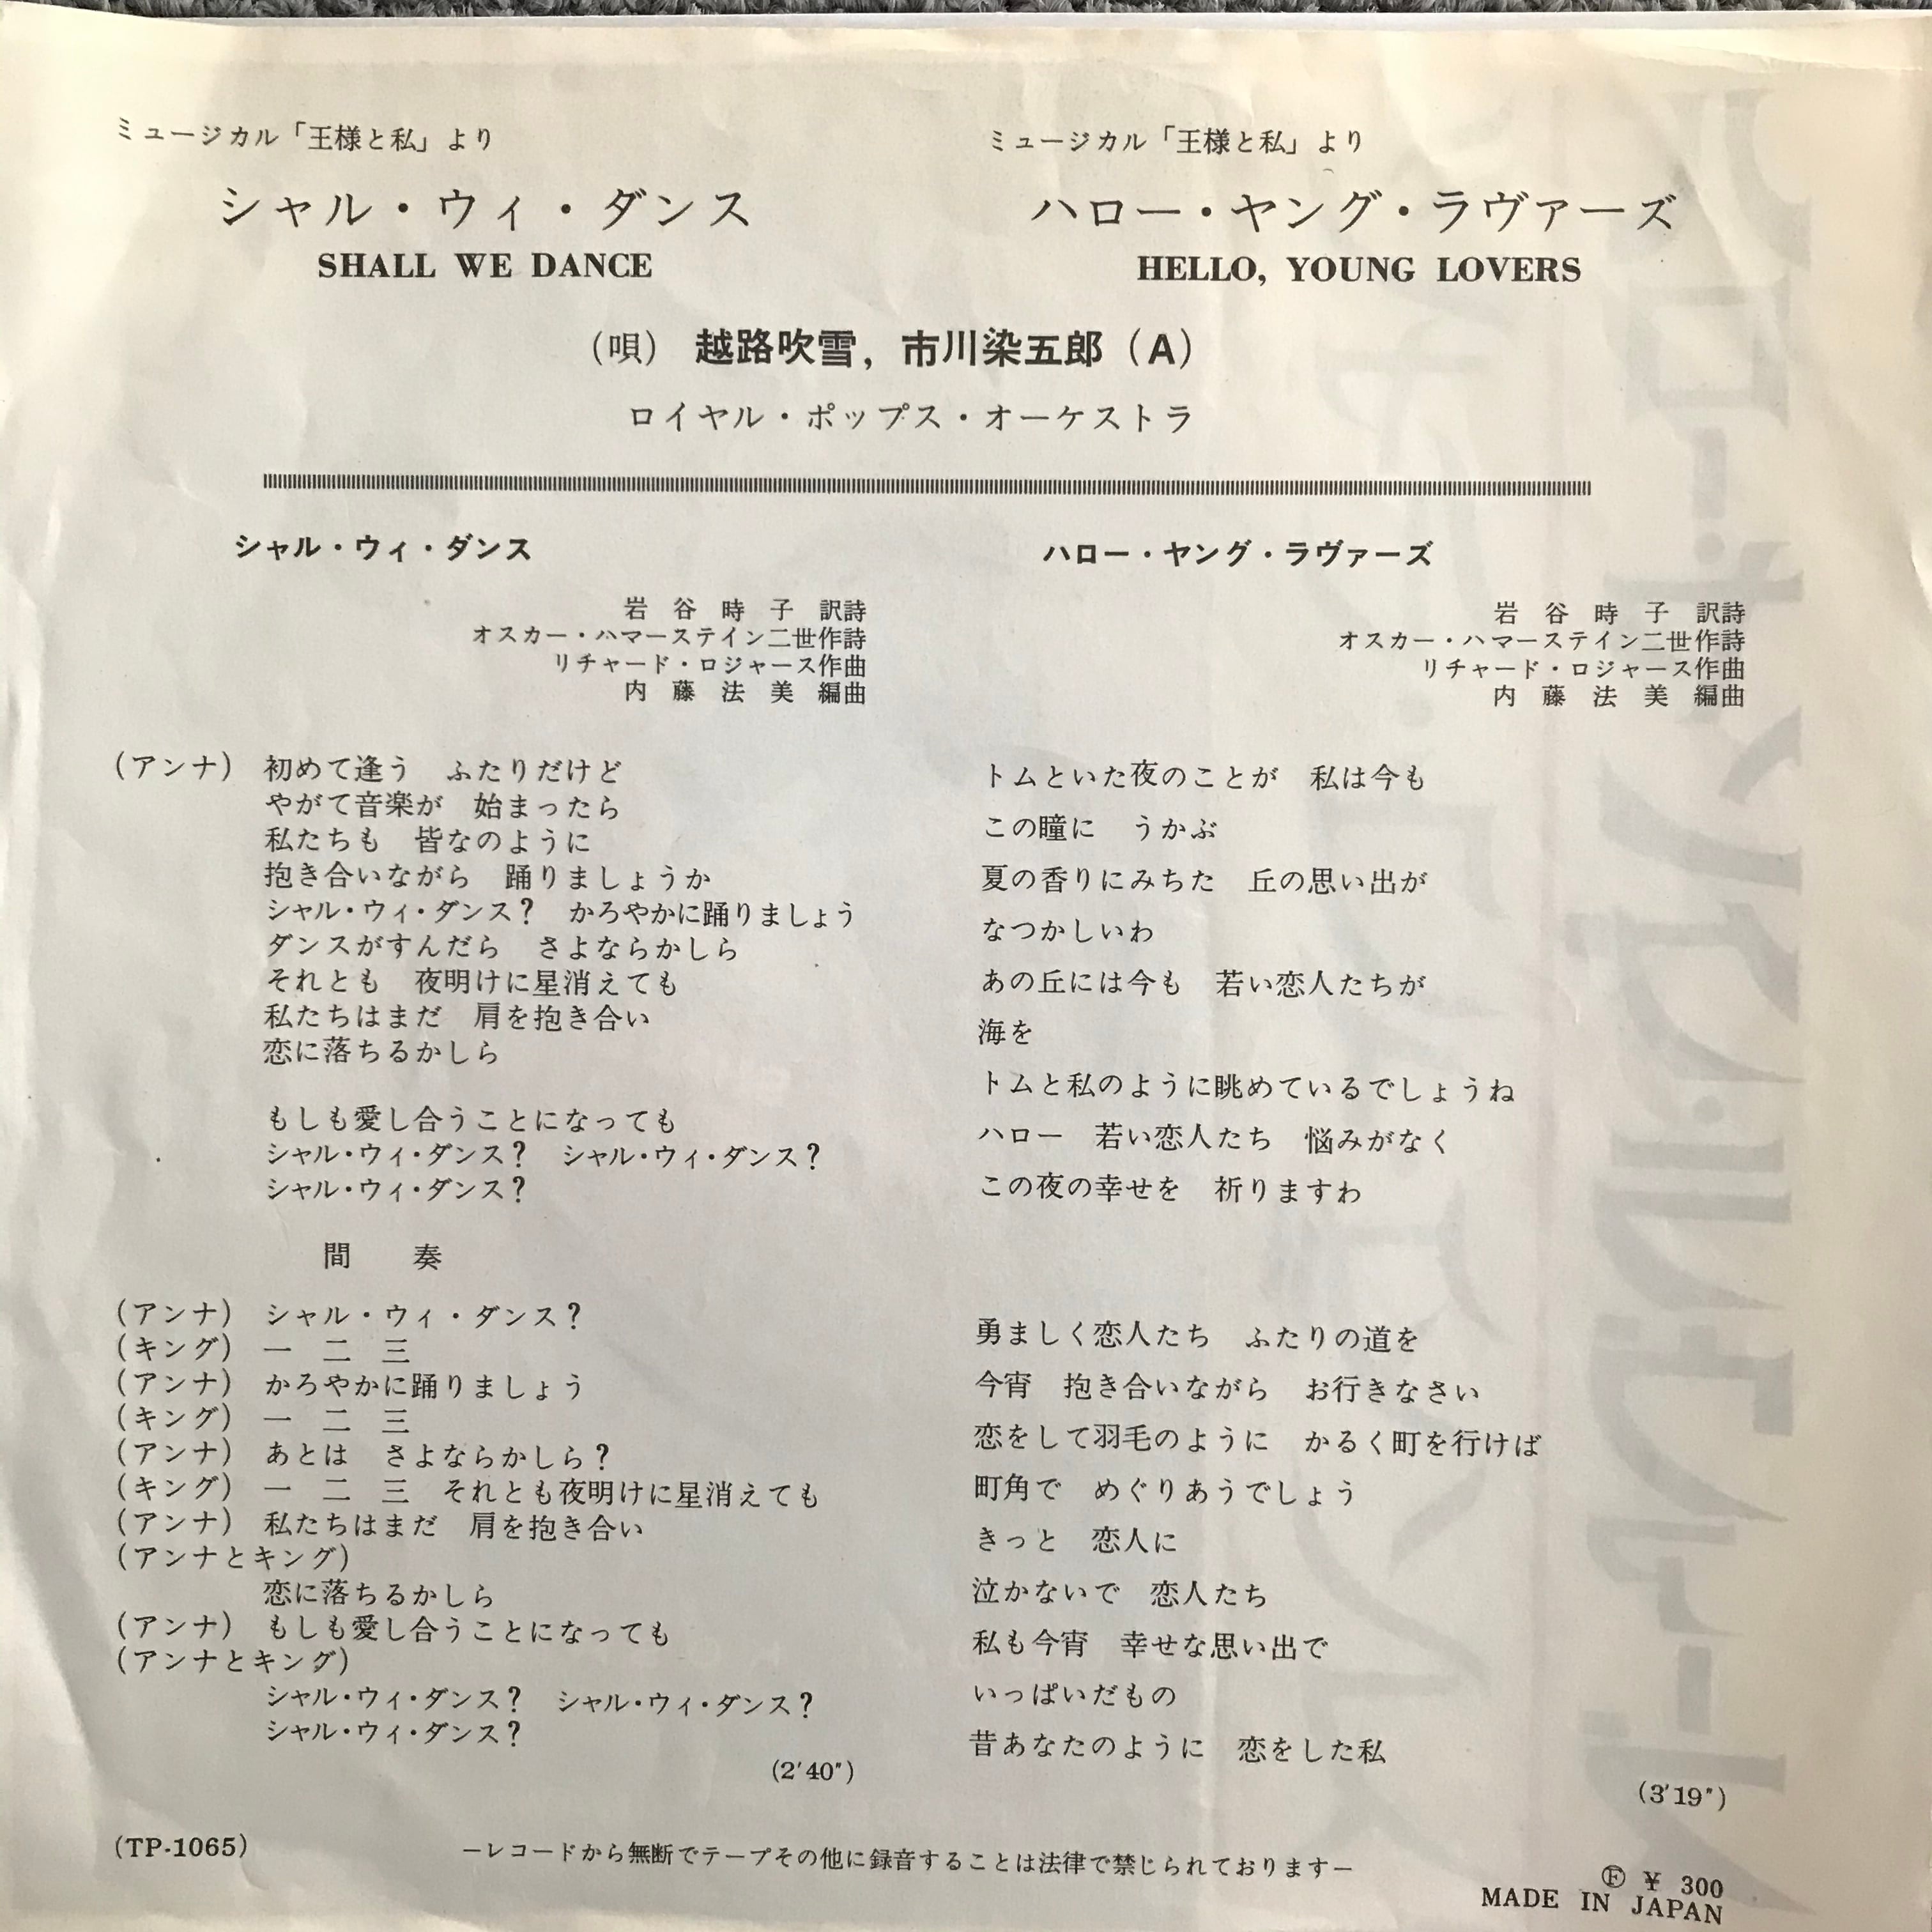 ミュージカル「王様と私」より
シャル・ウィ・ダンス
SHALL WE DANCE
ミュージカル「王様と私」より
ハロー・ヤング・ラヴァーズ
HELLO, YOUNG LOVERS
(唄) 越路吹雪, 市川染五郎(A)
ロイヤル・ポップス・オーケストラ
シャル・ウィ・ダンス
岩谷時子 訳詩
オスカー・ハマーステイン二世作詩
リチャード・ロジャース作曲
内藤法美 編曲
(アンナ) 初めて逢う ふたりだけど
やがて音楽が 始まったら
私たちも 皆なのように
抱き合いながら 踊りましょうか
シャル・ウィ・ダンス? かろやかに踊りましょう
ダンスがすんだら さよならかしら
それとも 夜明けに星消えても
私たちはまだ 肩を抱き合い
恋に落ちるかしら
もしも愛し合うことになっても
シャル・ウィ・ダンス? シャル・ウィ・ダンス?
シャル・ウィ・ダンス?
間 奏
(アンナ) シャル・ウィ・ダンス?
(キング) 一 二 三
(アンナ) かろやかに踊りましょう
(キング) 一 二 三
(アンナ) あとは さよならかしら?
(キング) 一 二 三 それとも夜明けに星消えても
(アンナ) 私たちはまだ 肩を抱き合い
(アンナとキング)
恋に落ちるかしら
(アンナ) もしも愛し合うことになっても
(アンナとキング)
シャル・ウィ・ダンス? シャル・ウィ・ダンス?
シャル・ウィ・ダンス?
(2′40″)
ハロー・ヤング・ラヴァーズ
岩谷時子 訳詩
オスカー・ハマーステイン二世作詩
リチャード・ロジャース作曲
内藤法美 編曲
トムといた夜のことが 私は今も
この瞳に うかぶ
夏の香りにみちた 丘の思い出が
なつかしいわ
あの丘には今も 若い恋人たちが
海を
トムと私のように眺めているでしょうね
ハロー 若い恋人たち 悩みがなく
この夜の幸せを 祈りますわ
勇ましく恋人たち ふたりの道を
今宵 抱き合いながら お行きなさい
恋をして羽毛のように かるく町を行けば
町角で めぐりあうでしょう
きっと 恋人に
泣かないで 恋人たち
私も今宵 幸せな思い出で
いっぱいだもの
昔あなたのように 恋をした私
(3′19″)
(TP-1065)
―レコードから無断でテープその他に録音することは法律で禁じられております―
Ⓕ ¥ 300
MADE IN JAPAN